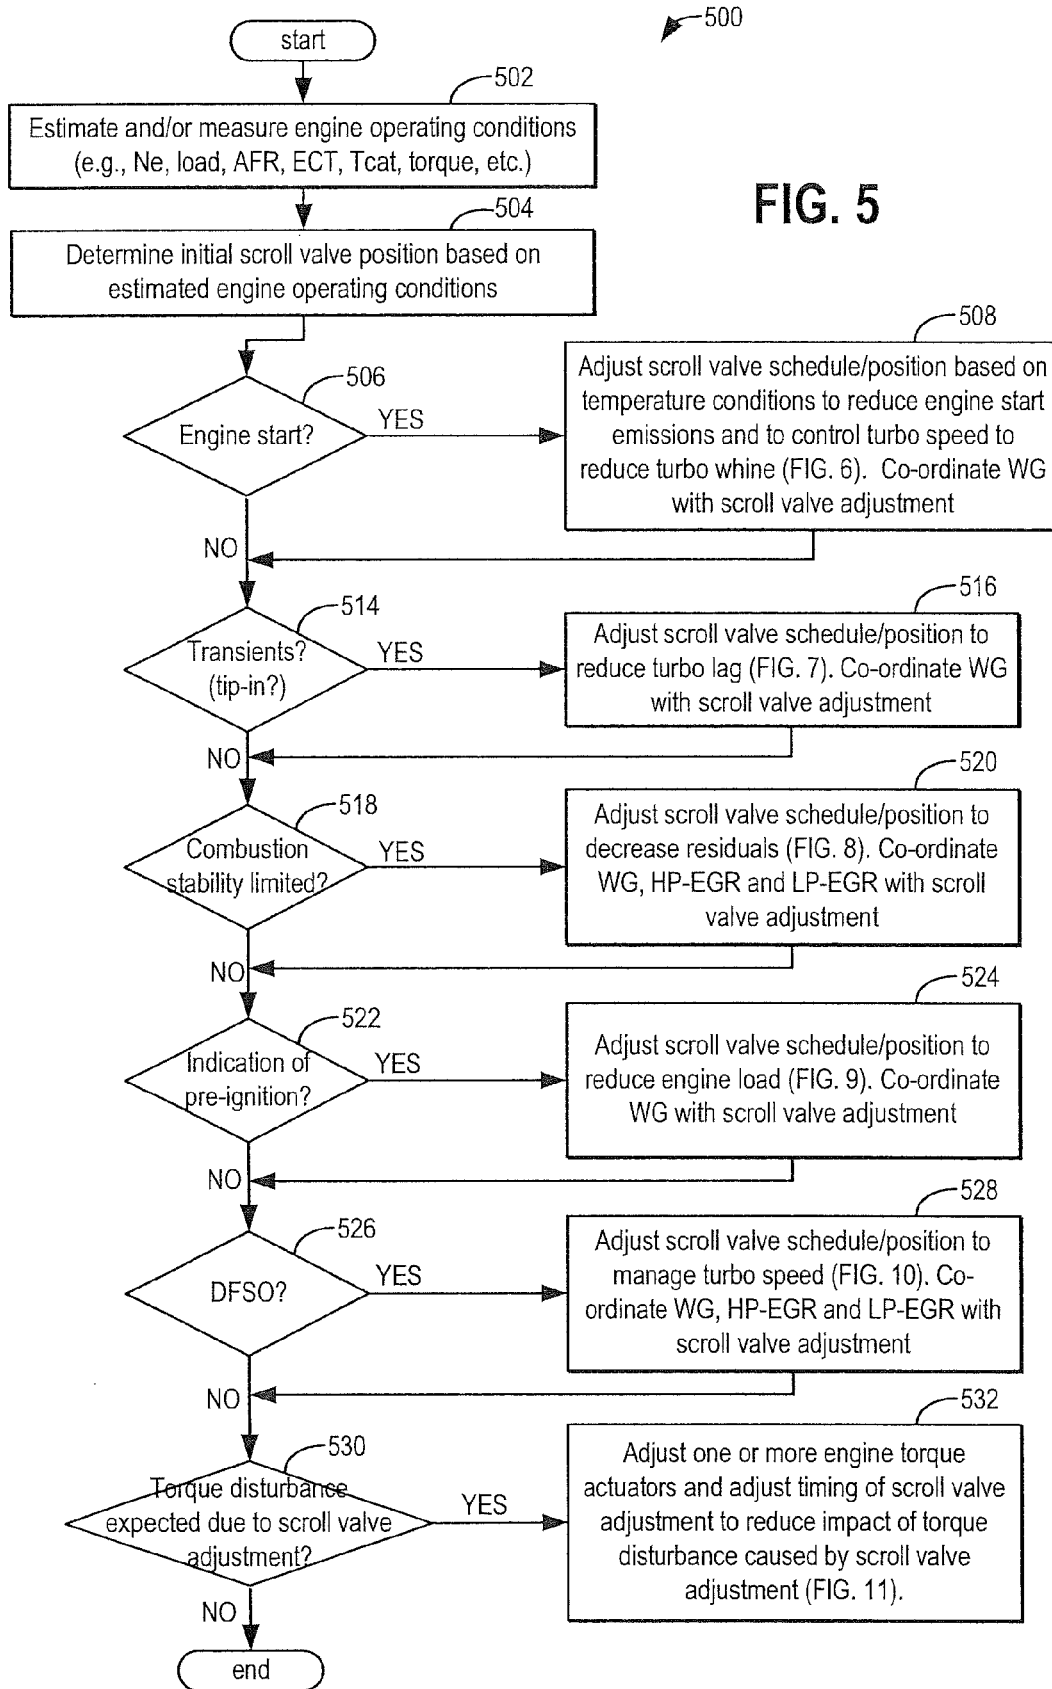 500
start
502
Estimate and/or measure engine operating conditions
(e.g., Ne, load, AFR, ECT, Tcat, torque, etc.)
FIG. 5
504
Determine initial scroll valve position based on
estimated engine operating conditions
506
Engine start?
YES
NO
508
Adjust scroll valve schedule/position based on
temperature conditions to reduce engine start
emissions and to control turbo speed to
reduce turbo whine (FIG. 6). Co-ordinate WG
with scroll valve adjustment
514
Transients?
(tip-in?)
YES
NO
516
Adjust scroll valve schedule/position to
reduce turbo lag (FIG. 7). Co-ordinate WG
with scroll valve adjustment
518
Combustion
stability limited?
YES
NO
520
Adjust scroll valve schedule/position to
decrease residuals (FIG. 8). Co-ordinate
WG, HP-EGR and LP-EGR with scroll
valve adjustment
522
Indication of
pre-ignition?
YES
NO
524
Adjust scroll valve schedule/position to
reduce engine load (FIG. 9). Co-ordinate
WG with scroll valve adjustment
526
DFSO?
YES
NO
528
Adjust scroll valve schedule/position to
manage turbo speed (FIG. 10). Co-
ordinate WG, HP-EGR and LP-EGR with
scroll valve adjustment
530
Torque disturbance
expected due to scroll valve
adjustment?
YES
NO
532
Adjust one or more engine torque
actuators and adjust timing of scroll valve
adjustment to reduce impact of torque
disturbance caused by scroll valve
adjustment (FIG. 11).
end